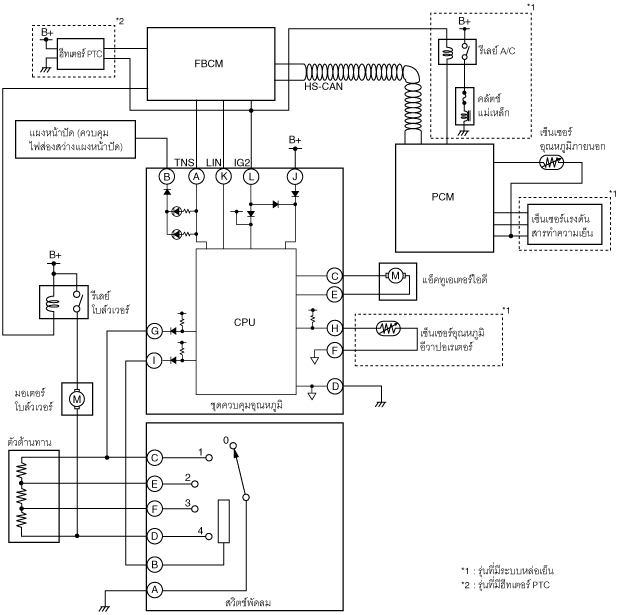 B+
*2
ฮีทเตอร์ PTC
FBCM
HS-CAN
*1
B+
รีเลย์ A/C
คลัตช์
แม่เหล็ก
แผงหน้าปัด (ควบคุม
ไฟส่องสว่างแผงหน้าปัด)
TNS LIN IG2
B+
B A K L J
PCM
เซ็นเซอร์
อุณหภูมิภายนอก
*1
เซ็นเซอร์แรงดัน
สารทำความเย็น
B+
รีเลย์
โบล์วเวอร์
CPU
C
E
M
แอ็คทูเอเตอร์โอดี
G
I
H
F
*1
เซ็นเซอร์อุณหภูมิ
อีวาปอเรเตอร์
D
มอเตอร์
โบล์วเวอร์
M
ชุดควบคุมอุณหภูมิ
ตัวต้านทาน
0
C 1
E 2
F 3
D 4
B
A
สวิตช์พัดลม
*1 : รุ่นที่มีระบบหล่อเย็น
*2 : รุ่นที่มีฮีทเตอร์ PTC